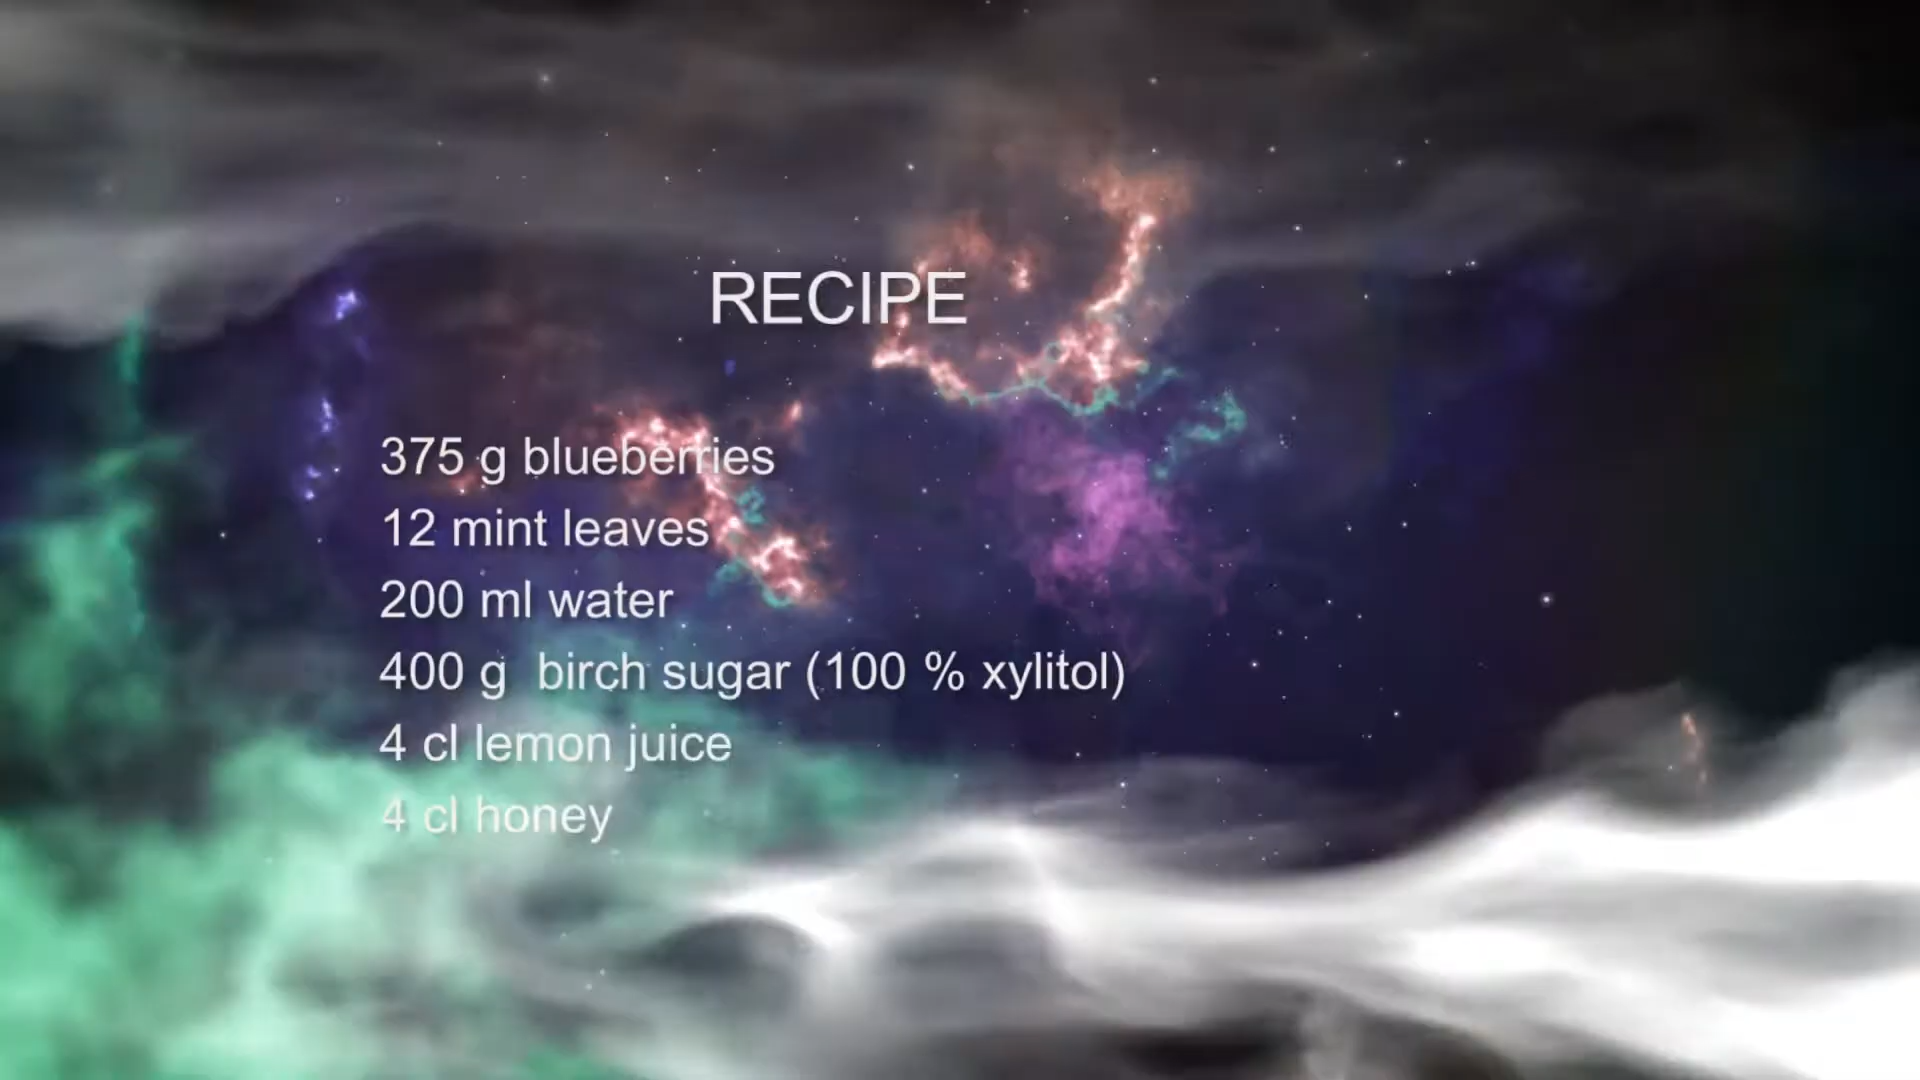 RECIPE
375 g blueberries
12 mint leaves
200 ml water
400 g  birch sugar (100 % xylitol)
4 cl lemon juice
4 cl honey